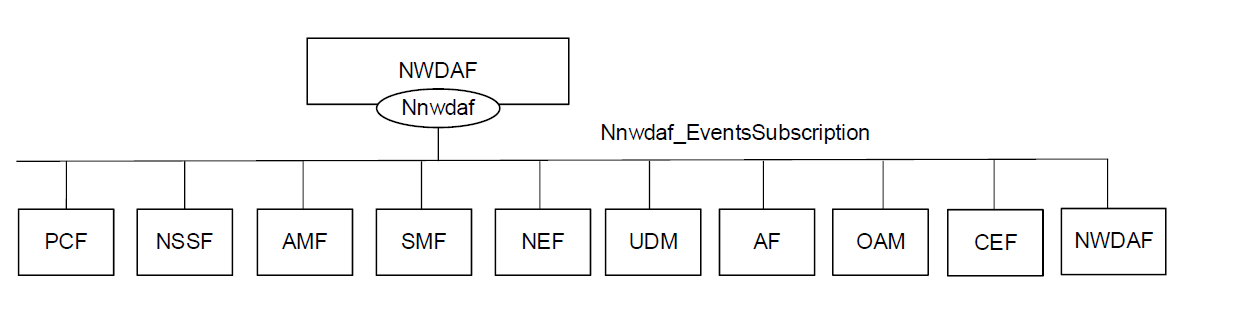 NWDAF
Nnwdaf
Nnwdaf_EventsSubscription
PCF
NSSF
AMF
SMF
NEF
UDM
AF
OAM
CEF
NWDAF